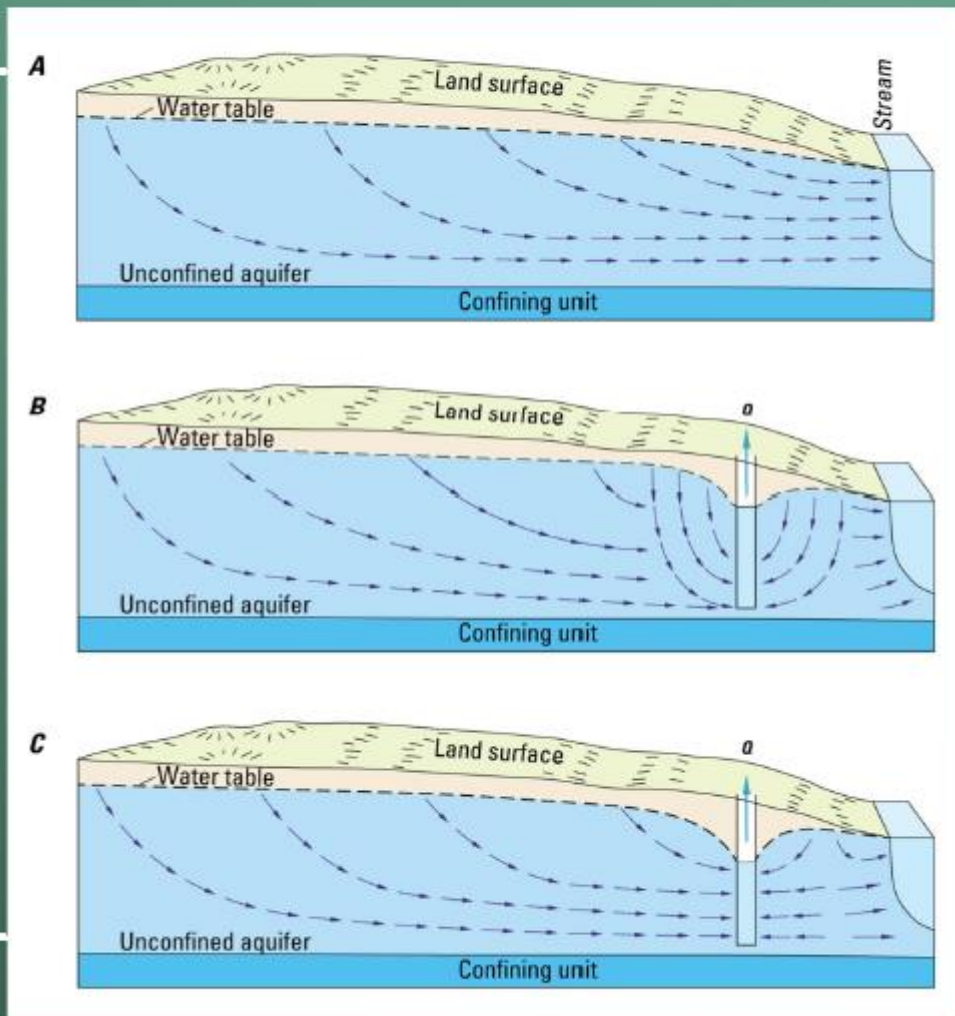 A
Land surface
Stream
Water table
Unconfined aquifer
Confining unit
B
Q
Land surface
Water table
Unconfined aquifer
Confining unit
C
Q
Land surface
Water table
Unconfined aquifer
Confining unit